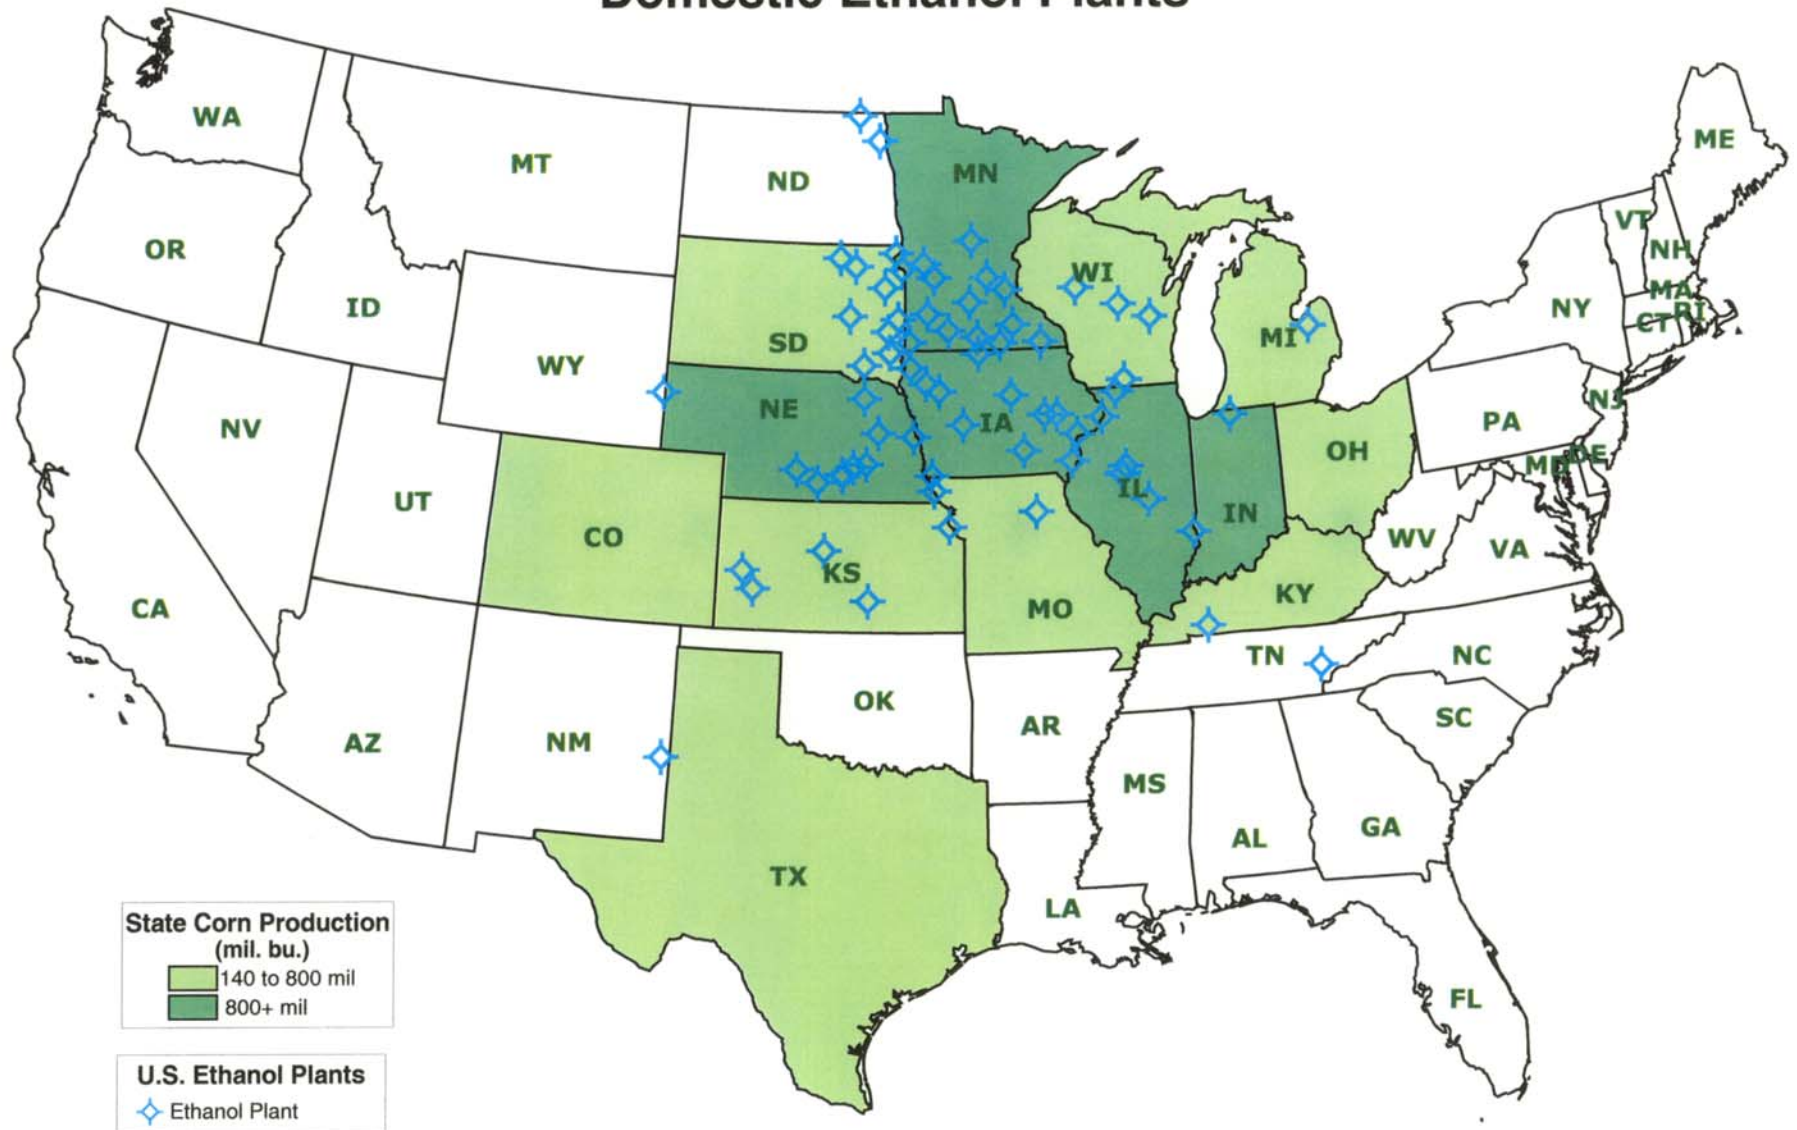 Domestic Ethanol Plants
WA
MT
ND
MN
ME
OR
ID
SD
WI
MI
VT
NH
NY
MA
RI
CT
WY
NV
NE
IA
PA
NJ
OH
MD
DE
UT
CO
IL
IN
WV
VA
CA
KS
MO
KY
AZ
NM
OK
AR
TN
NC
SC
MS
AL
GA
TX
LA
FL
State Corn Production
(mil. bu.)
140 to 800 mil
800+ mil
U.S. Ethanol Plants
Ethanol Plant